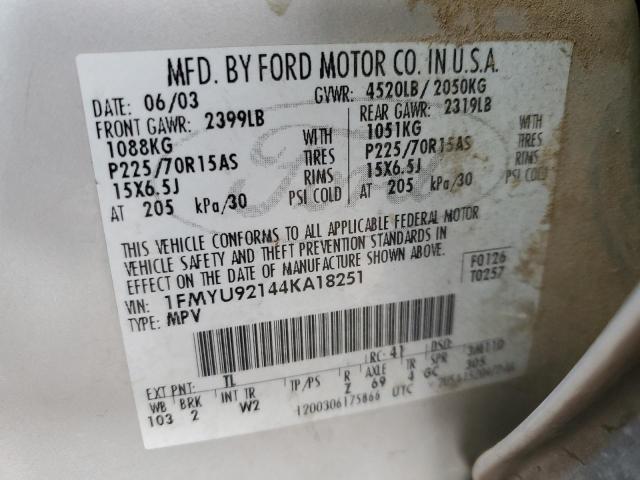 MFD. BY FORD MOTOR CO. IN U.S.A.
DATE: 06/03 GVWR: 4520LB/ 2050KG
FRONT GAWR: 2399LB REAR GAWR: 2319LB
1088KG WITH 1051KG WITH
P225/70R15AS TIRES P225/70R15AS TIRES
15X6.5J RIMS 15X6.5J RIMS
AT 205 kPa/30 PSI COLD AT 205 kPa/30 PSI COLD
THIS VEHICLE CONFORMS TO ALL APPLICABLE FEDERAL MOTOR
VEHICLE SAFETY AND THEFT PREVENTION STANDARDS IN
EFFECT ON THE DATE OF MANUFACTURE SHOWN ABOVE.
F0126
T0257
VIN: 1FMYU92144KA18251
TYPE: MPV
EXT PNT: TL RC: 41 DSO:
WB BRK INT TR TP/PS R AXLE TR SPR
103 2 W2 Z 69 4 GC 305
1200306175866 UTC
Ford